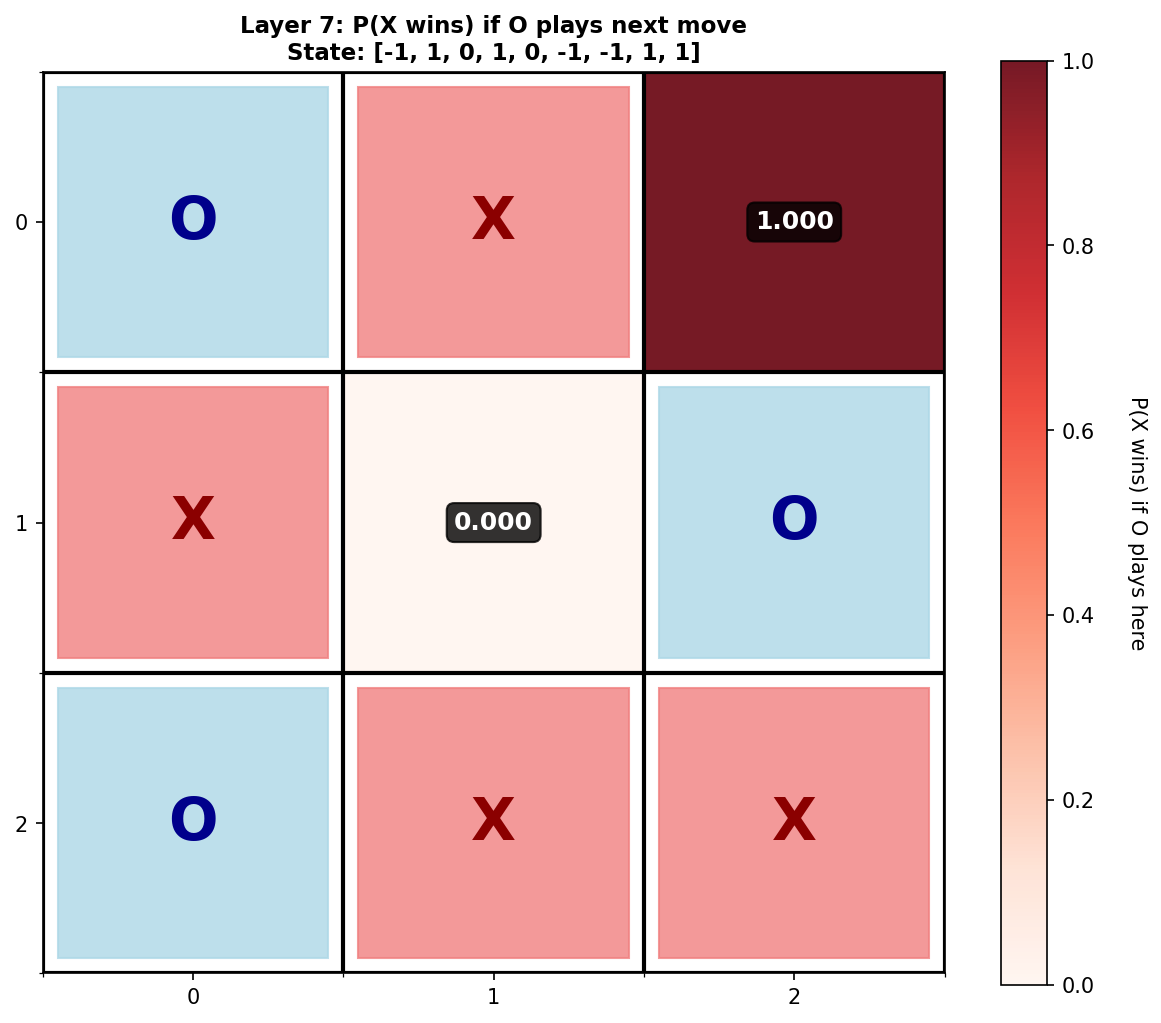 Layer 7: P(X wins) if O plays next move
State: [-1, 1, 0, 1, 0, -1, -1, 1, 1]
O
X
1.000
X
0.000
O
O
X
X
0
1
2
0
1
2
1.0
0.8
0.6
0.4
0.2
0.0
P(X wins) if O plays here